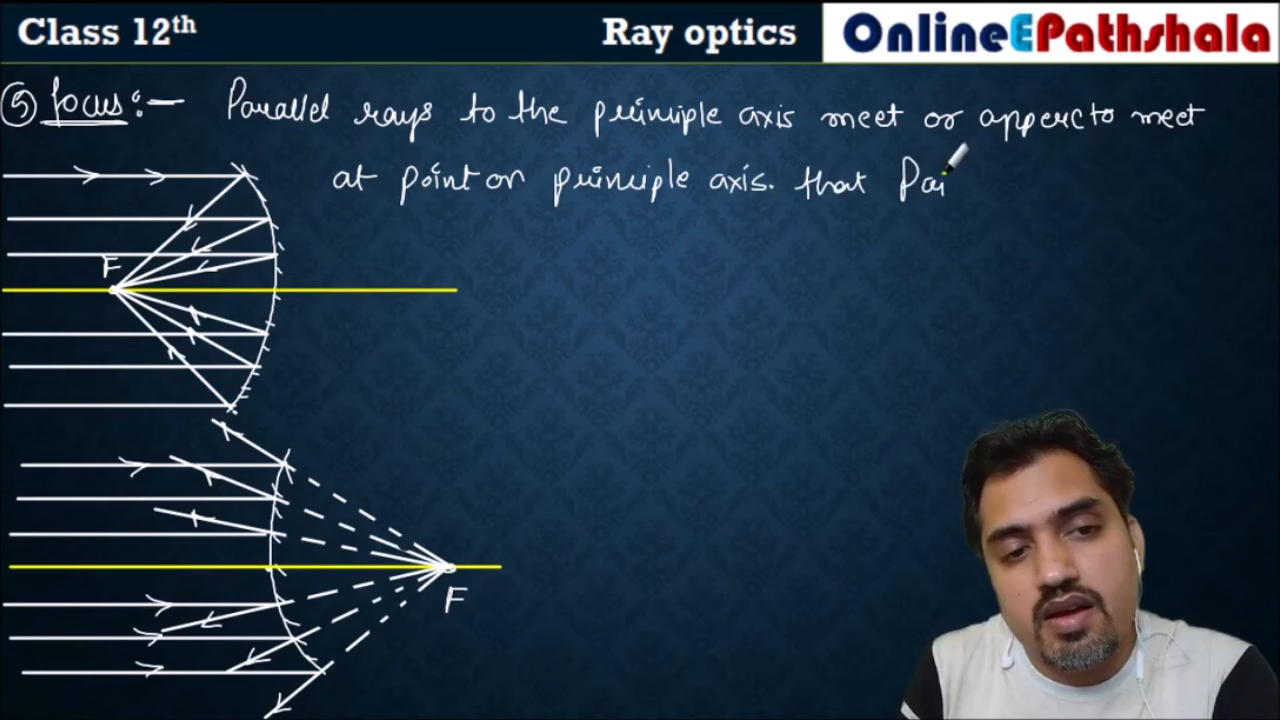 Class 12th
Ray optics
OnlineEPathshala
⑤ focus:- Parallel rays to the principle axis meet or apperc to meet
at point on principle axis. that Poi
F
F